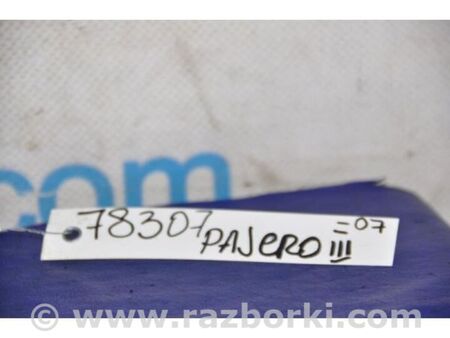 com
78307 PAJERO III =07
www.razborki.com